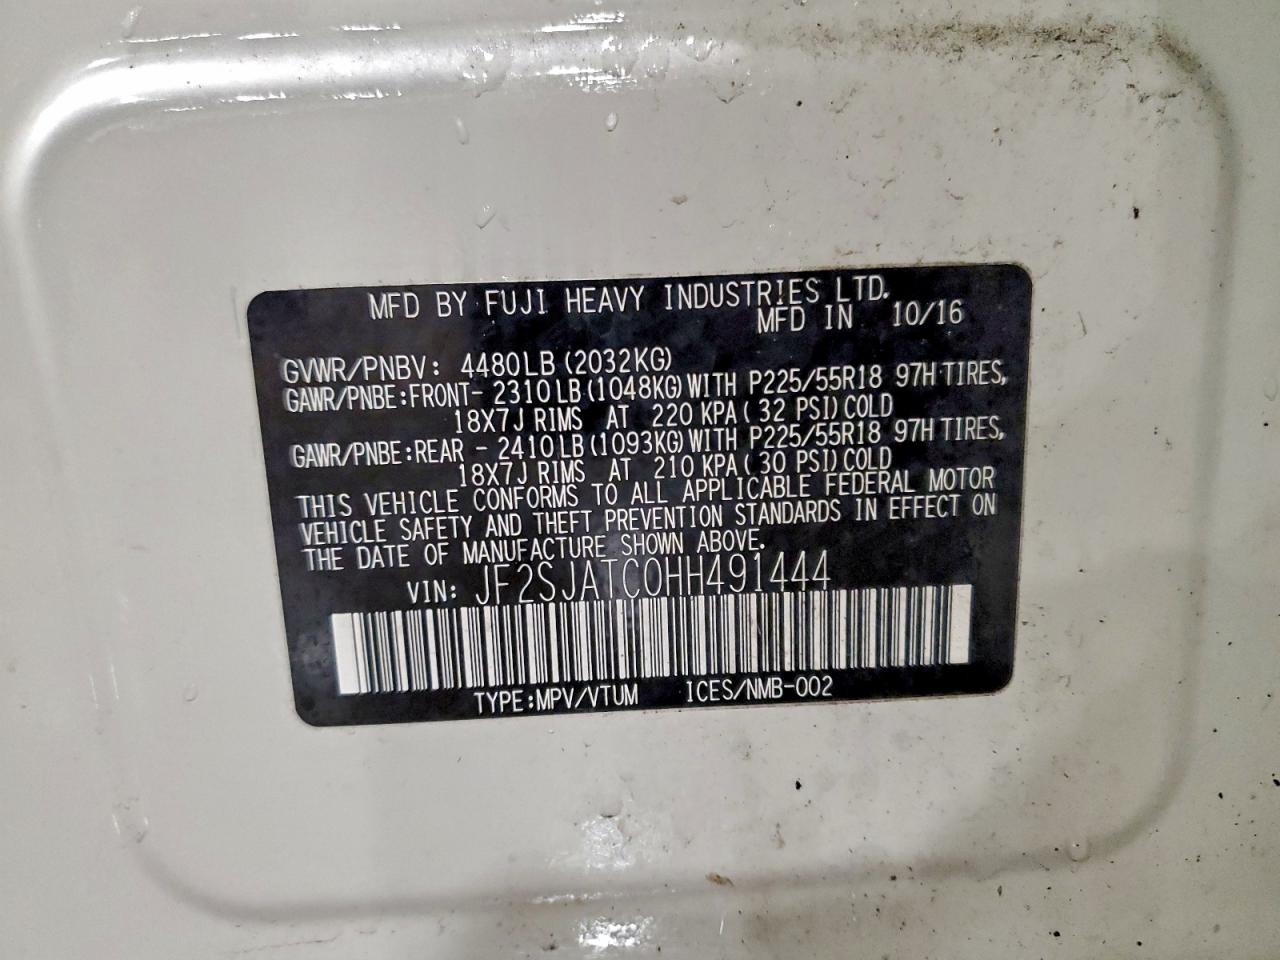 MFD BY FUJI HEAVY INDUSTRIES LTD.
MFD IN 10/16
GVWR/PNBV: 4480LB (2032KG)
GAWR/PNBE:FRONT- 2310LB(1048KG)WITH P225/55R18 97H TIRES,
18X7J RIMS AT 220 KPA( 32 PSI)COLD
GAWR/PNBE:REAR - 2410LB(1093KG)WITH P225/55R18 97H TIRES,
18X7J RIMS AT 210 KPA( 30 PSI)COLD
THIS VEHICLE CONFORMS TO ALL APPLICABLE FEDERAL MOTOR
VEHICLE SAFETY AND THEFT PREVENTION STANDARDS IN EFFECT ON
THE DATE OF MANUFACTURE SHOWN ABOVE.
VIN: JF2SJATC0HH491444
TYPE:MPV/VTUM ICES/NMB-002